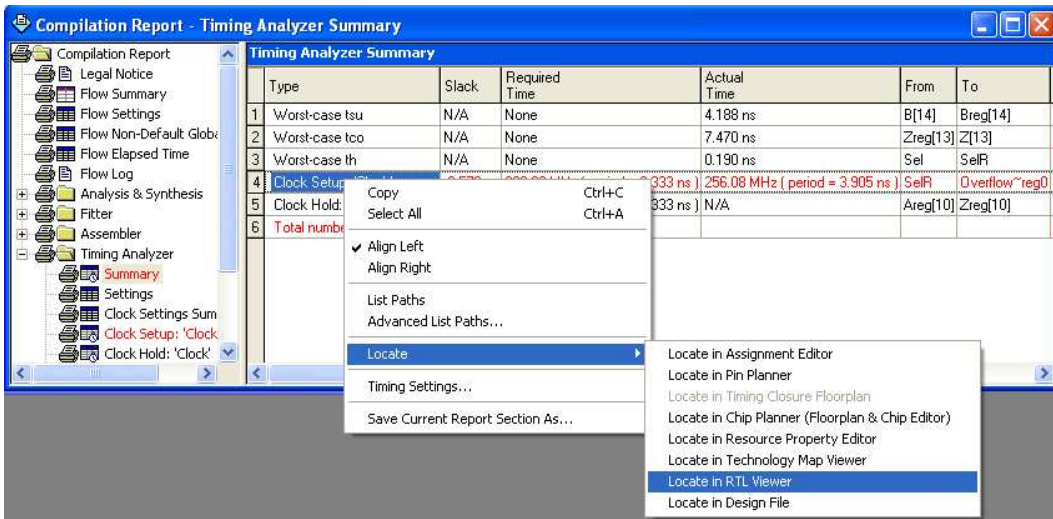 Compilation Report - Timing Analyzer Summary
Compilation Report
Legal Notice
Flow Summary
Flow Settings
Flow Non-Default Globa
Flow Elapsed Time
Flow Log
Analysis & Synthesis
Fitter
Assembler
Timing Analyzer
Summary
Settings
Clock Settings Sum
Clock Setup: 'Clock
Clock Hold: 'Clock'
Timing Analyzer Summary
Type Slack Required Time Actual Time From To
1 Worst-case tsu N/A None 4.188 ns B[14] Breg[14]
2 Worst-case tco N/A None 7.470 ns Zreg[13] Z[13]
3 Worst-case th N/A None 0.190 ns Sel SelR
4 Clock Setup 333 ns ) 256.08 MHz ( period = 3.905 ns ) SelR Overflow~reg0
5 Clock Hold: 333 ns ) N/A Areg[10] Zreg[10]
6 Total numbe
Copy Ctrl+C
Select All Ctrl+A
Align Left
Align Right
List Paths
Advanced List Paths...
Locate
Timing Settings...
Save Current Report Section As...
Locate in Assignment Editor
Locate in Pin Planner
Locate in Timing Closure Floorplan
Locate in Chip Planner (Floorplan & Chip Editor)
Locate in Resource Property Editor
Locate in Technology Map Viewer
Locate in RTL Viewer
Locate in Design File